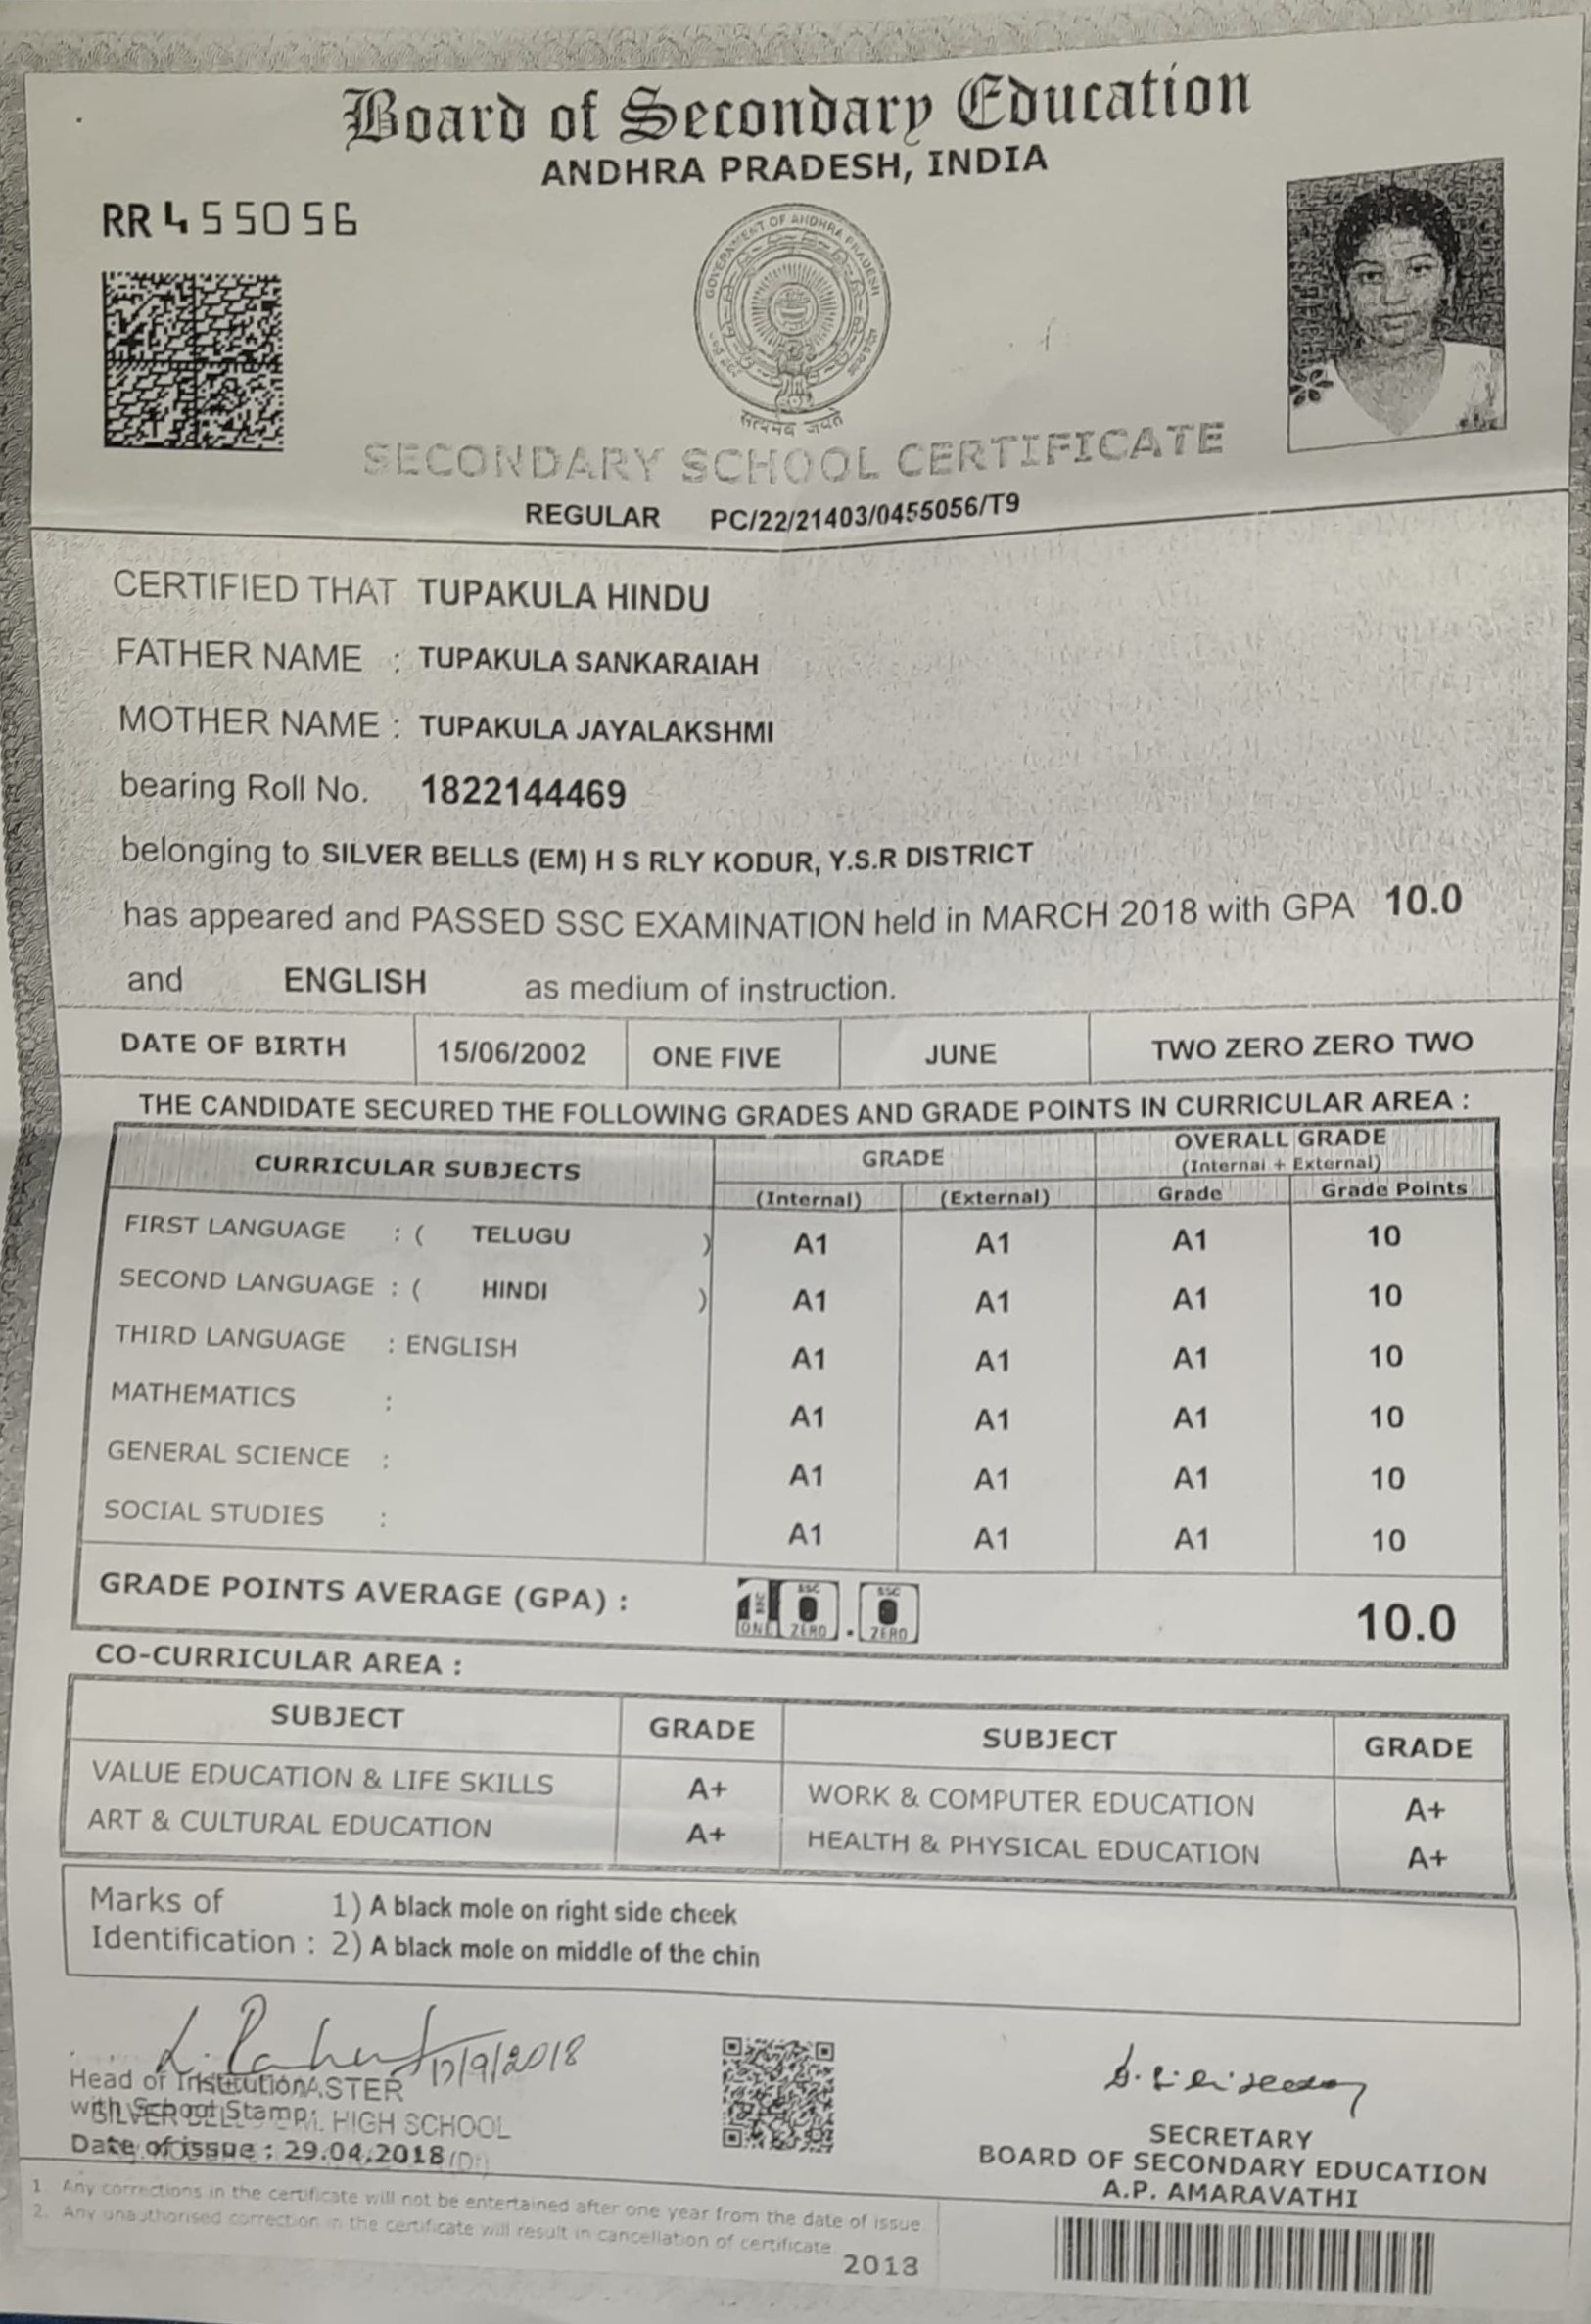 Board of Secondary Education
ANDHRA PRADESH, INDIA
RR455056
GOVERNMENT OF ANDHRA PRADESH
सत्यमेव जयते
SECONDARY SCHOOL CERTIFICATE
REGULAR PC/22/21403/0455056/T9
CERTIFIED THAT TUPAKULA HINDU
FATHER NAME : TUPAKULA SANKARAIAH
MOTHER NAME : TUPAKULA JAYALAKSHMI
bearing Roll No. 1822144469
belonging to SILVER BELLS (EM) H S RLY KODUR, Y.S.R DISTRICT
has appeared and PASSED SSC EXAMINATION held in MARCH 2018 with GPA 10.0
and ENGLISH as medium of instruction.
DATE OF BIRTH 15/06/2002 ONE FIVE JUNE TWO ZERO ZERO TWO
THE CANDIDATE SECURED THE FOLLOWING GRADES AND GRADE POINTS IN CURRICULAR AREA :
CURRICULAR SUBJECTS GRADE OVERALL GRADE
(Internal + External)
(Internal) (External) Grade Grade Points
FIRST LANGUAGE : ( TELUGU ) A1 A1 A1 10
SECOND LANGUAGE : ( HINDI ) A1 A1 A1 10
THIRD LANGUAGE : ENGLISH A1 A1 A1 10
MATHEMATICS : A1 A1 A1 10
GENERAL SCIENCE : A1 A1 A1 10
SOCIAL STUDIES : A1 A1 A1 10
GRADE POINTS AVERAGE (GPA) : 10.0 10.0
SSC SSC SSC
ONE ZERO ZERO
CO-CURRICULAR AREA :
SUBJECT GRADE SUBJECT GRADE
VALUE EDUCATION & LIFE SKILLS A+ WORK & COMPUTER EDUCATION A+
ART & CULTURAL EDUCATION A+ HEALTH & PHYSICAL EDUCATION A+
Marks of 1) A black mole on right side cheek
Identification : 2) A black mole on middle of the chin
17/9/2018
Head of Institution
with School Stamp:
SILVER BELLS HIGH SCHOOL
Date of issue : 29.04.2018
SECRETARY
BOARD OF SECONDARY EDUCATION
A.P. AMARAVATHI
1 Any corrections in the certificate will not be entertained after one year from the date of issue.
2. Any unauthorised correction in the certificate will result in cancellation of certificate.
2018